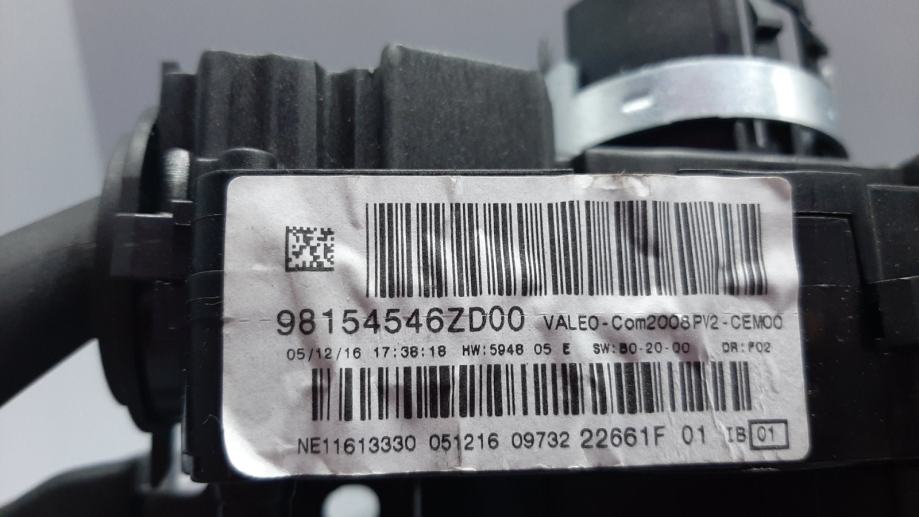 98154546ZD00 VALEO-Com2008PV2-CEM00
05/12/16 17:38:18 HW:5948 05 E SW:B0-20-00 DR:F02
NE11613330 051216 09732 22661F 01 IB 01